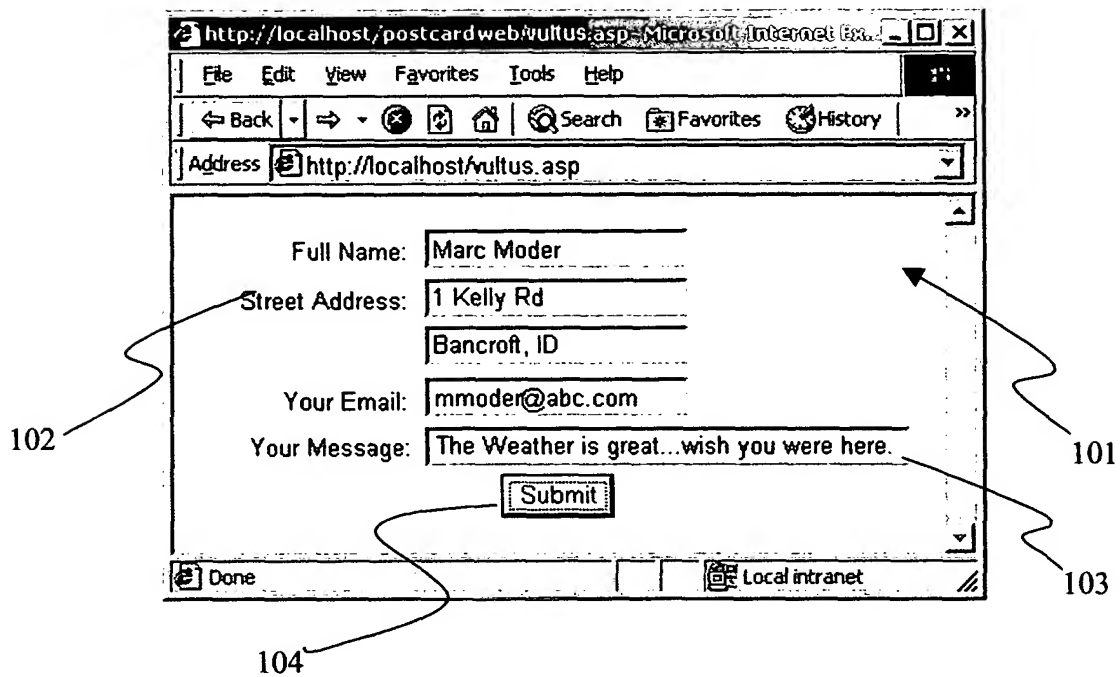 http://localhost/postcardweb/vultus.asp - Microsoft Internet Ex...
File Edit View Favorites Tools Help
Back Search Favorites History »
Address http://localhost/vultus.asp
Full Name: Marc Moder
Street Address: 1 Kelly Rd
Bancroft, ID
Your Email: mmoder@abc.com
Your Message: The Weather is great...wish you were here.
Submit
Done Local intranet
102
101
103
104